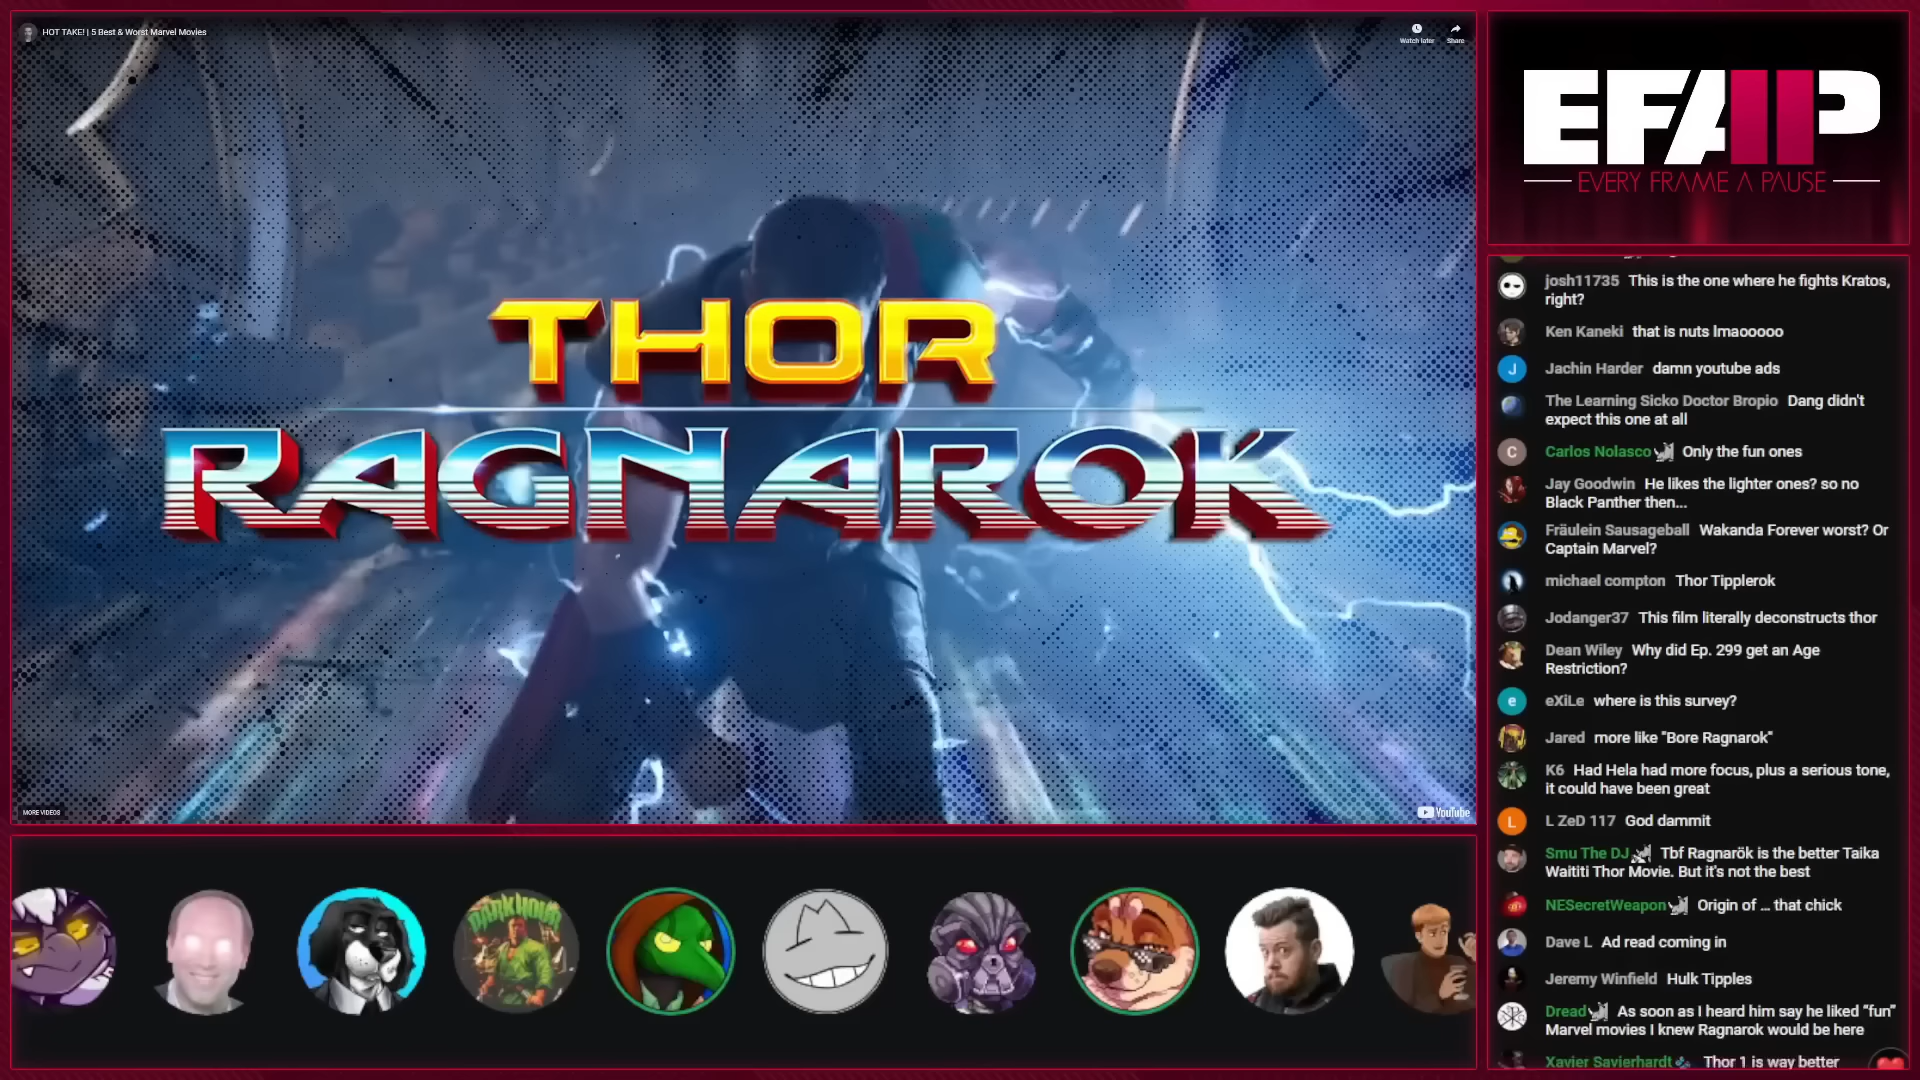 HOT TAKE! | 5 Best & Worst Marvel Movies
Watch later
Share
THOR
RAGNAROK
MORE VIDEOS
YouTube
DARK HOUR
EFAP
EVERY FRAME A PAUSE
josh11735 This is the one where he fights Kratos,
right?
Ken Kaneki that is nuts lmaooooo
J
Jachin Harder damn youtube ads
The Learning Sicko Doctor Bropio Dang didn't
expect this one at all
C
Carlos Nolasco Only the fun ones
Jay Goodwin He likes the lighter ones? so no
Black Panther then...
Fräulein Sausageball Wakanda Forever worst? Or
Captain Marvel?
michael compton Thor Tipplerok
Jodanger37 This film literally deconstructs thor
Dean Wiley Why did Ep. 299 get an Age
Restriction?
e
eXiLe where is this survey?
Jared more like "Bore Ragnarok"
K6 Had Hela had more focus, plus a serious tone,
it could have been great
L
L ZeD 117 God dammit
Smu The DJ Tbf Ragnarök is the better Taika
Waititi Thor Movie. But it's not the best
NESecretWeapon Origin of ... that chick
Dave L Ad read coming in
Jeremy Winfield Hulk Tipples
Dread As soon as I heard him say he liked “fun”
Marvel movies I knew Ragnarok would be here
Xavier Savierhardt Thor 1 is way better